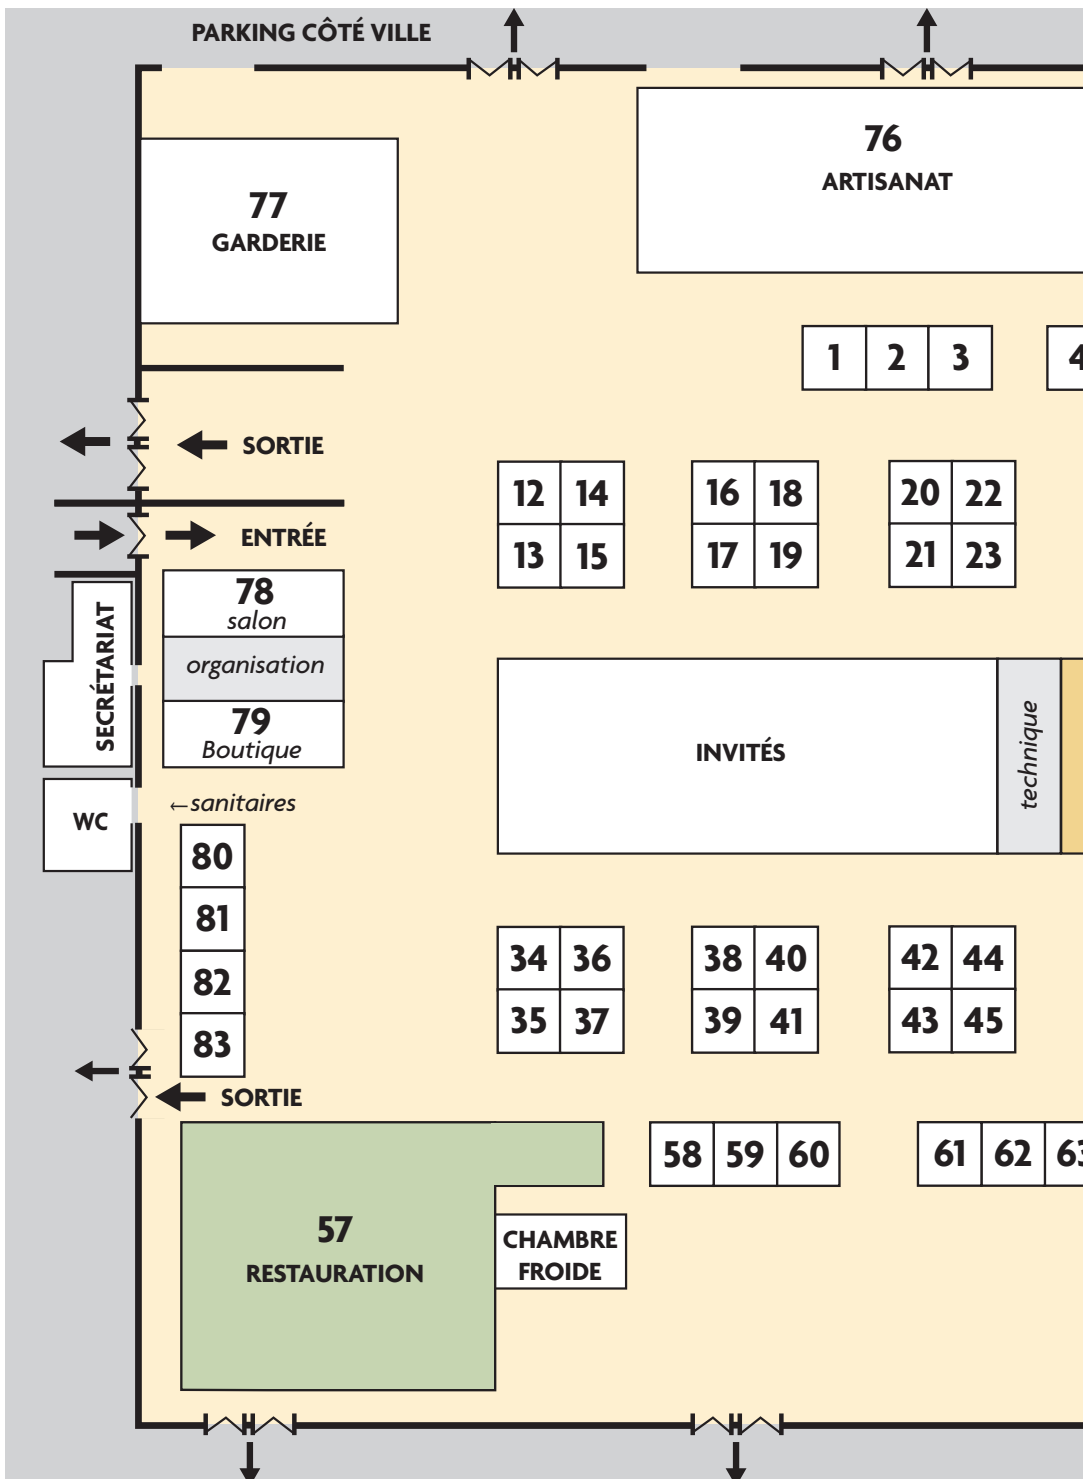 PARKING CÔTÉ VILLE
76
ARTISANAT
77
GARDERIE
1 2 3 4
SORTIE
12 14 16 18 20 22
13 15 17 19 21 23
ENTRÉE
78
salon
organisation
79
Boutique
SECRÉTARIAT
INVITÉS
technique
WC
←sanitaires
80
81
82
83
34 36 38 40 42 44
35 37 39 41 43 45
SORTIE
58 59 60 61 62 63
57
RESTAURATION
CHAMBRE
FROIDE